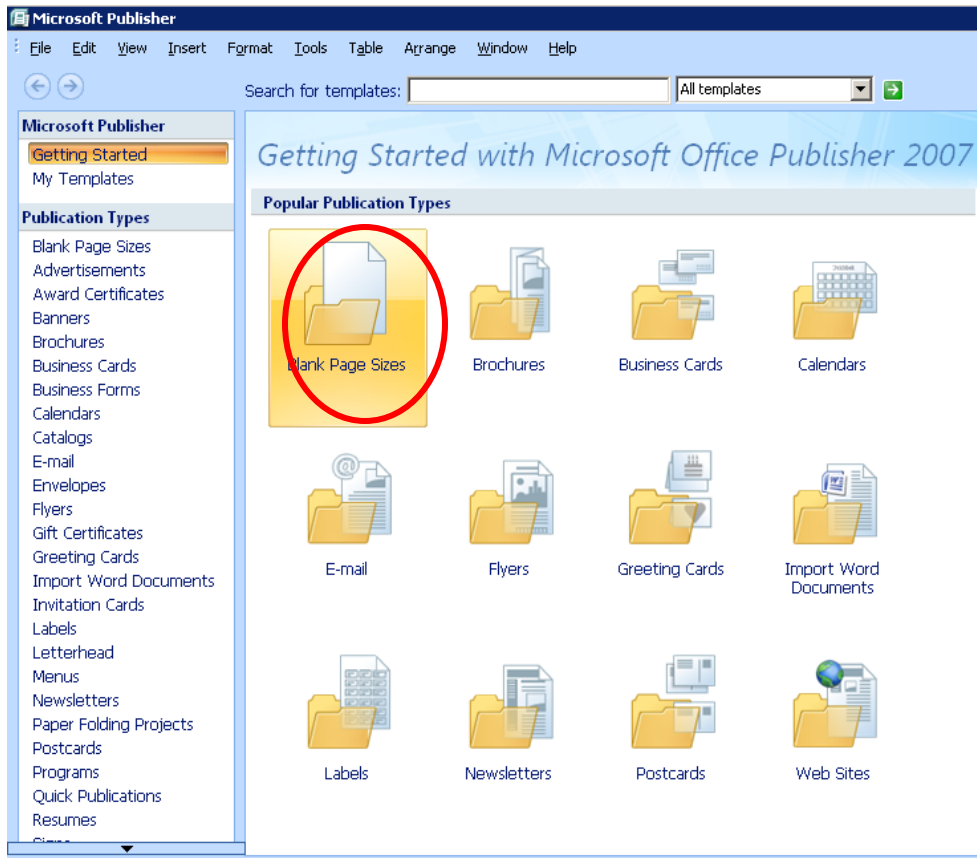 Microsoft Publisher
File Edit View Insert Format Tools Table Arrange Window Help
Search for templates: All templates
Microsoft Publisher
Getting Started
My Templates
Publication Types
Blank Page Sizes
Advertisements
Award Certificates
Banners
Brochures
Business Cards
Business Forms
Calendars
Catalogs
E-mail
Envelopes
Flyers
Gift Certificates
Greeting Cards
Import Word Documents
Invitation Cards
Labels
Letterhead
Menus
Newsletters
Paper Folding Projects
Postcards
Programs
Quick Publications
Resumes
Getting Started with Microsoft Office Publisher 2007
Popular Publication Types
Blank Page Sizes Brochures Business Cards Calendars
E-mail Flyers Greeting Cards Import Word
Documents
Labels Newsletters Postcards Web Sites